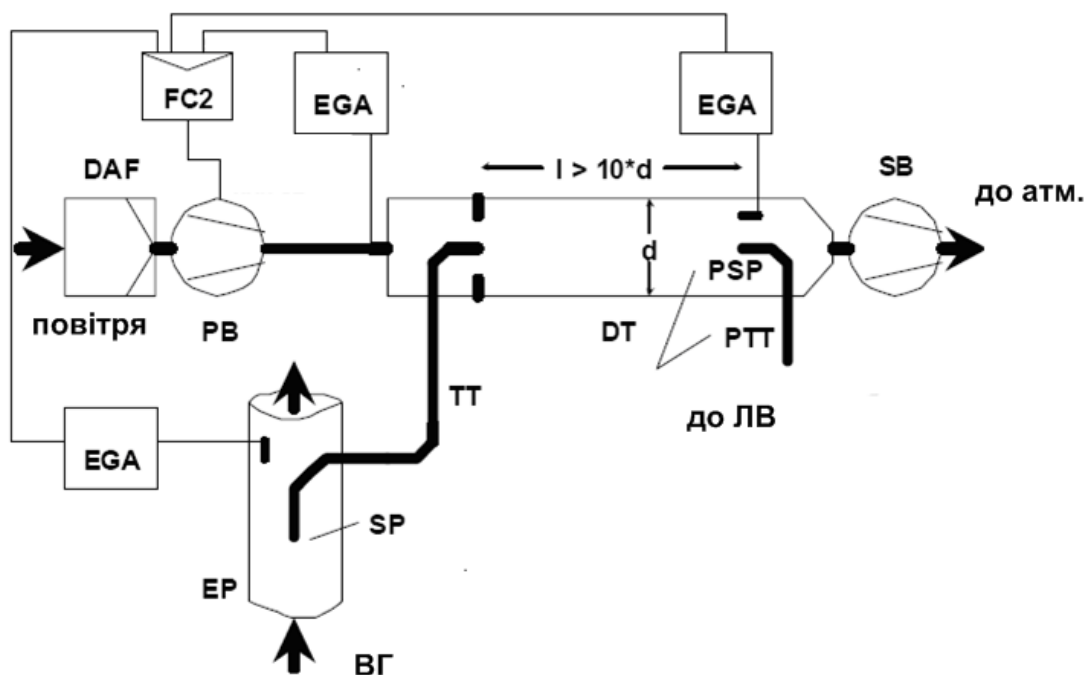 FC2
EGA
EGA
DAF
l > 10*d
SB
до атм.
d
PSP
повітря
PB
DT
PTT
TT
до ЛВ
EGA
SP
EP
ВГ